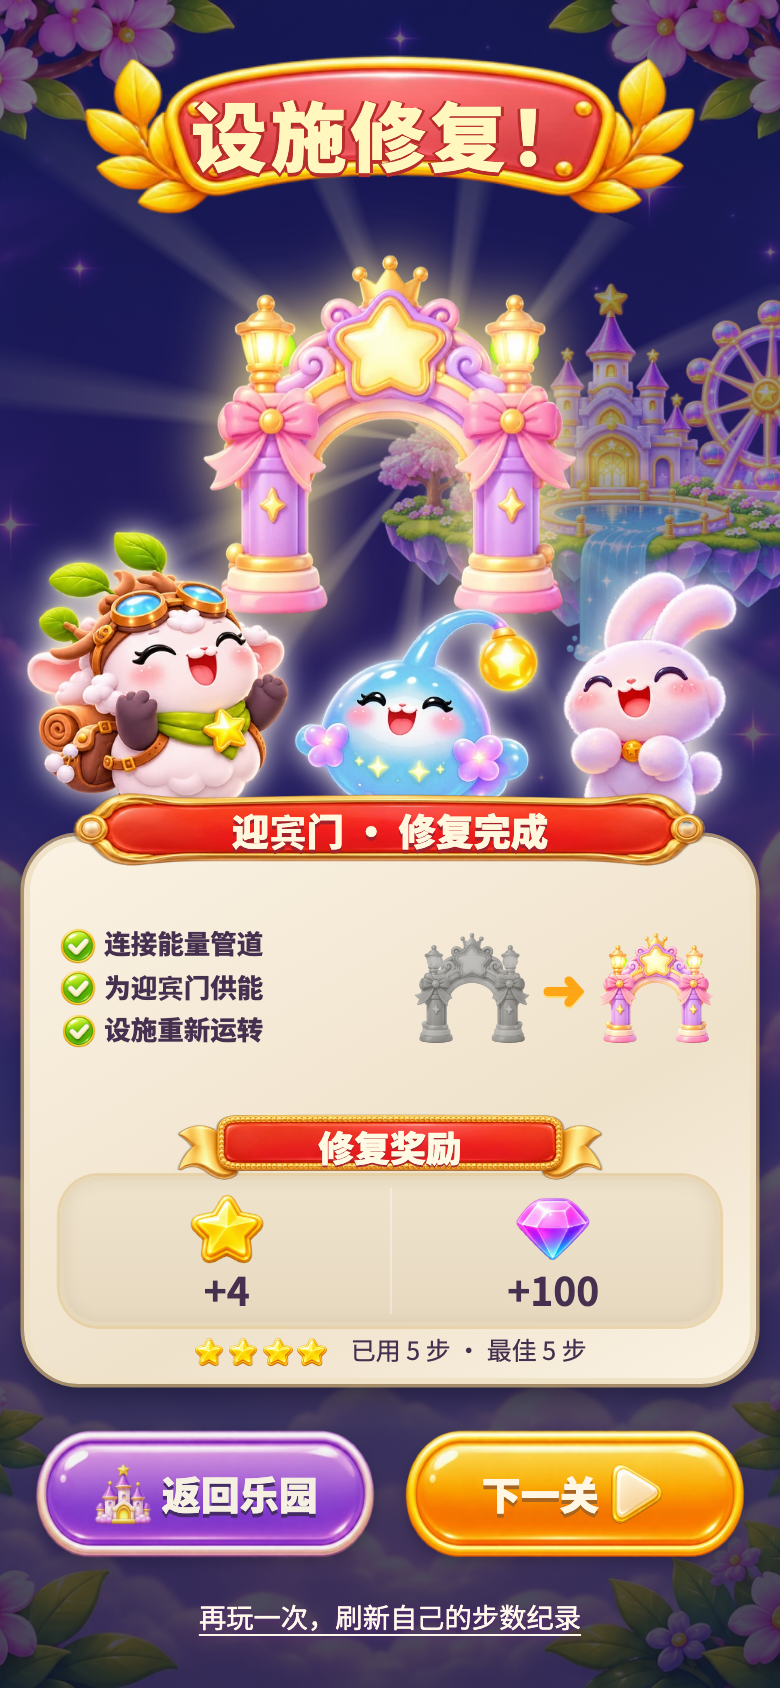 设施修复！
迎宾门 · 修复完成
连接能量管道
为迎宾门供能
设施重新运转
修复奖励
+4
+100
已用 5 步 · 最佳 5 步
返回乐园
下一关
再玩一次，刷新自己的步数纪录